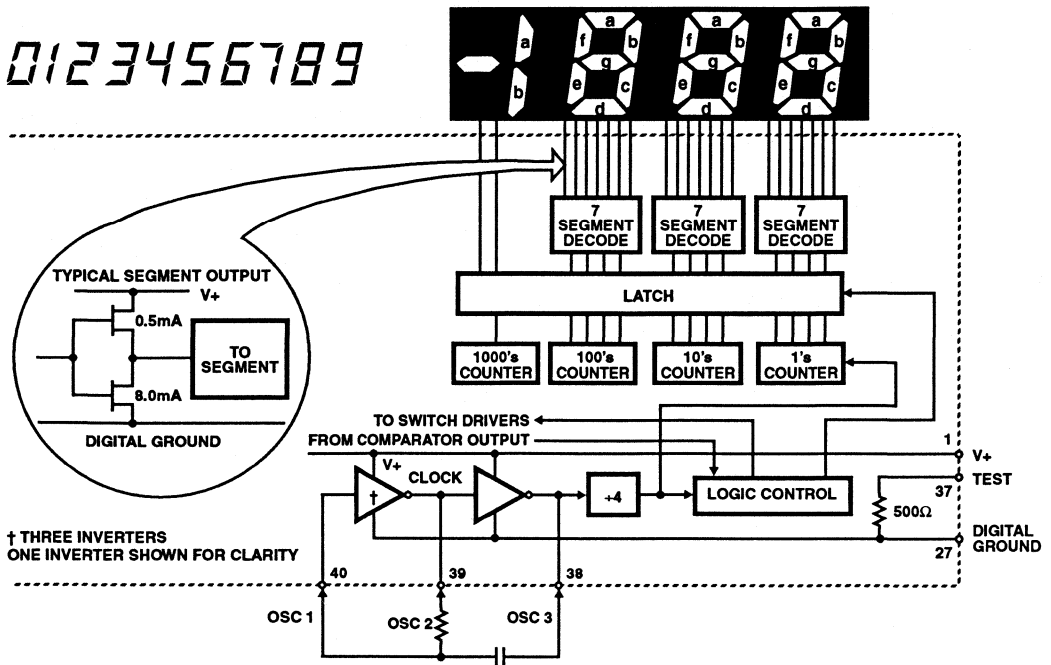 0123456789
a
b
a
f b
g
e c
d
a
f b
g
e c
d
a
f b
g
e c
d
7
SEGMENT
DECODE
7
SEGMENT
DECODE
7
SEGMENT
DECODE
TYPICAL SEGMENT OUTPUT
V+
0.5mA
TO
SEGMENT
8.0mA
DIGITAL GROUND
LATCH
1000's
COUNTER
100's
COUNTER
10's
COUNTER
1's
COUNTER
TO SWITCH DRIVERS
FROM COMPARATOR OUTPUT
1
V+
V+
CLOCK
†
÷4
LOGIC CONTROL
TEST
37
500Ω
† THREE INVERTERS
ONE INVERTER SHOWN FOR CLARITY
DIGITAL
GROUND
27
40
39
38
OSC 1
OSC 2
OSC 3